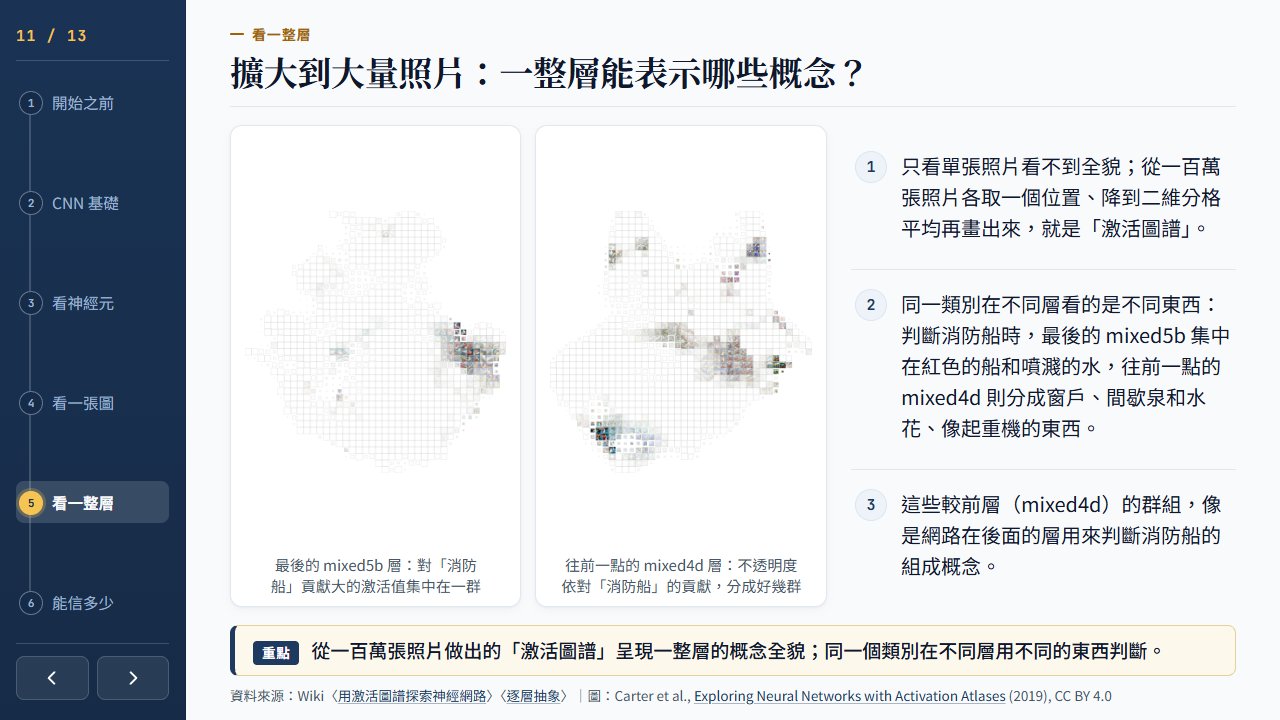 11 / 13
1 開始之前
2 CNN 基礎
3 看神經元
4 看一張圖
5 看一整層
6 能信多少
看一整層
擴大到大量照片：一整層能表示哪些概念？
最後的 mixed5b 層：對「消防
船」貢獻大的激活值集中在一群
往前一點的 mixed4d 層：不透明度
依對「消防船」的貢獻，分成好幾群
1 只看單張照片看不到全貌；從一百萬
張照片各取一個位置、降到二維分格
平均再畫出來，就是「激活圖譜」。
2 同一類別在不同層看的是不同東西：
判斷消防船時，最後的 mixed5b 集中
在紅色的船和噴濺的水，往前一點的
mixed4d 則分成窗戶、間歇泉和水
花、像起重機的東西。
3 這些較前層（mixed4d）的群組，像
是網路在後面的層用來判斷消防船的
組成概念。
重點 從一百萬張照片做出的「激活圖譜」呈現一整層的概念全貌；同一個類別在不同層用不同的東西判斷。
資料來源：Wiki〈用激活圖譜探索神經網路〉〈逐層抽象〉｜圖：Carter et al., Exploring Neural Networks with Activation Atlases (2019), CC BY 4.0